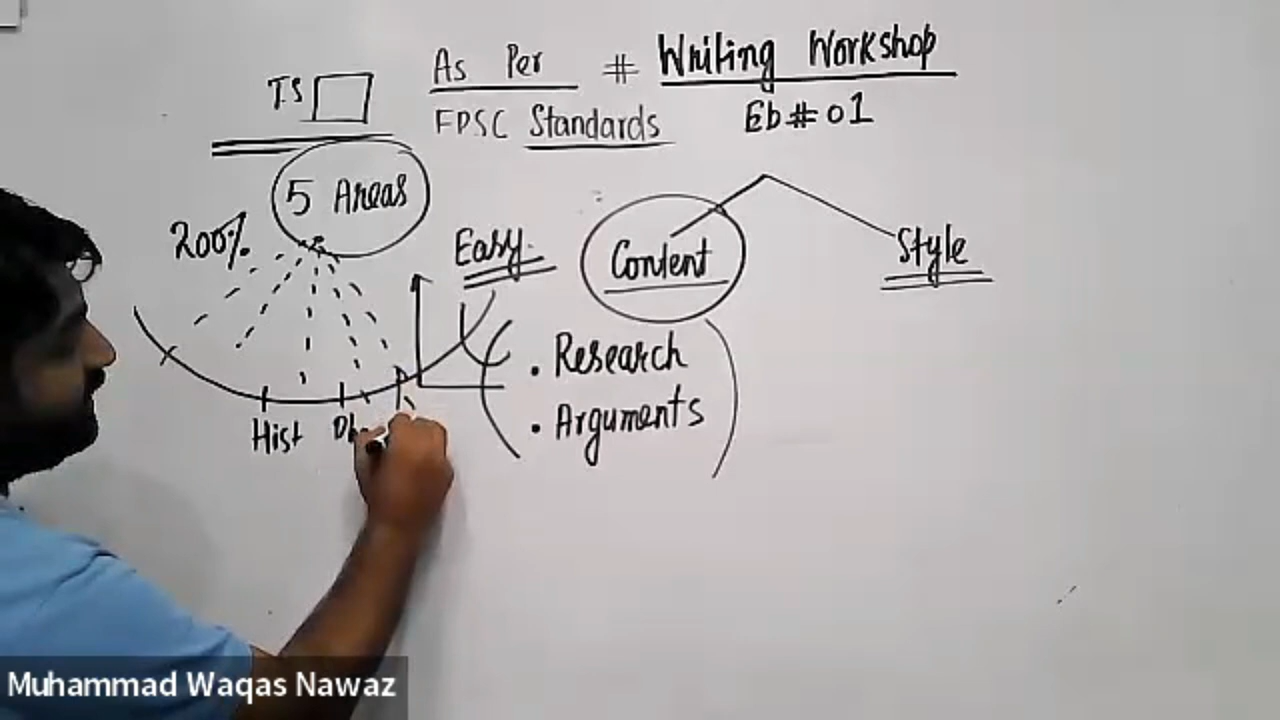 As Per # Writing Workshop
FPSC Standards
Eb# 01
T.S
5 Areas
200%
Easy
Content
Style
• Research
• Arguments
Hist
Muhammad Waqas Nawaz